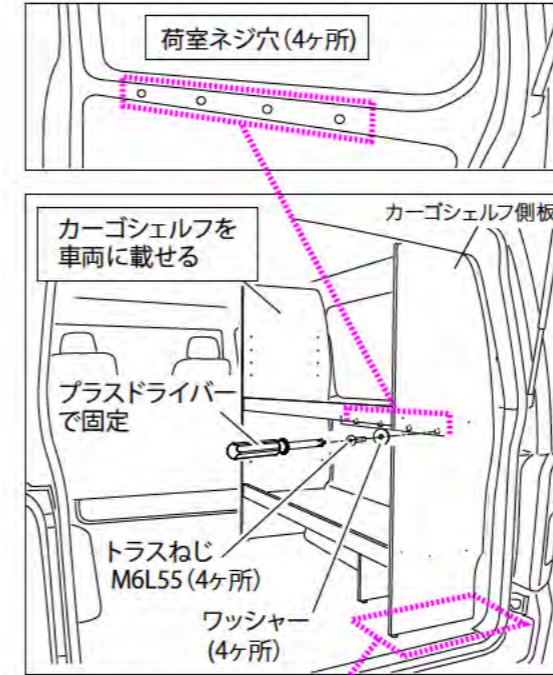 荷室ネジ穴(4ヶ所)
カーゴシェルフ側板
カーゴシェルフを
車両に載せる
プラスドライバー
で固定
トラスねじ
M6L55(4ヶ所)
ワッシャー
(4ヶ所)